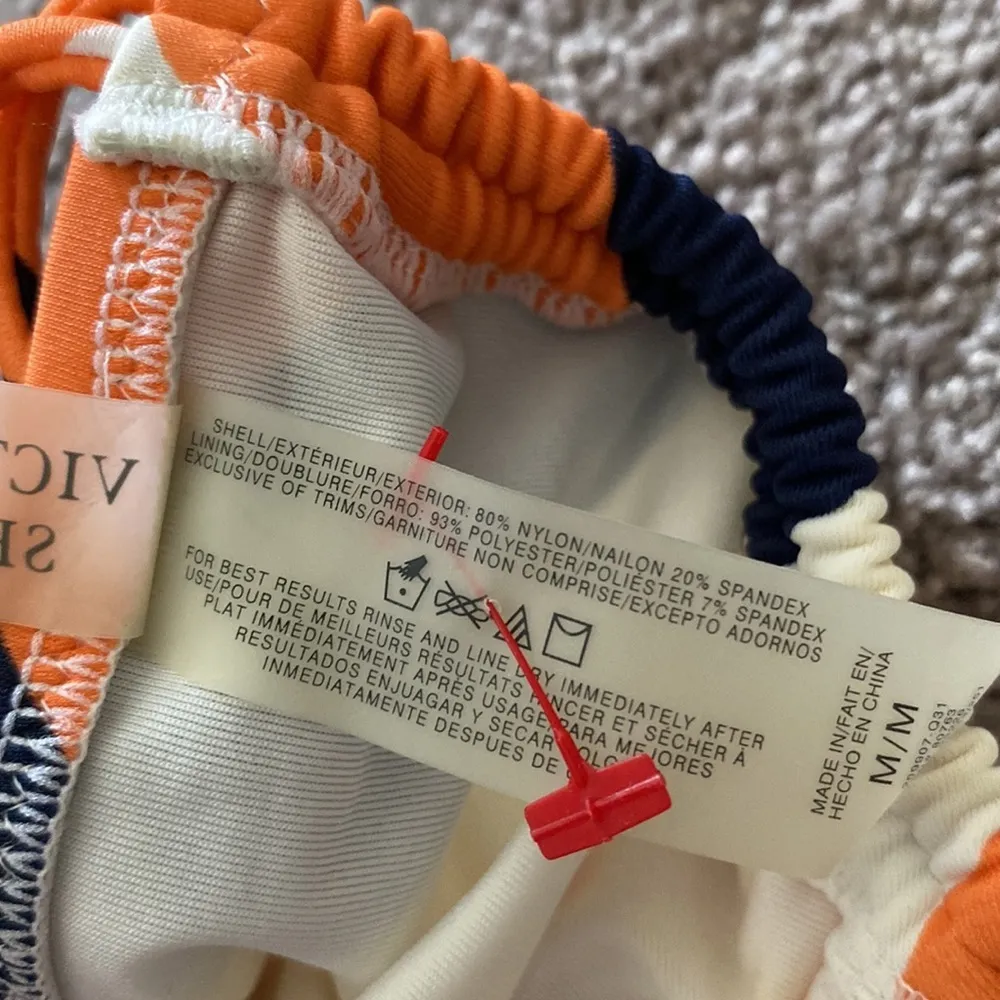 VICT
SE
SHELL/EXTÉRIEUR/EXTERIOR: 80% NYLON/NAILON 20% SPANDEX
LINING/DOUBLURE/FORRO: 93% POLYESTER/POLIÉSTER 7% SPANDEX
EXCLUSIVE OF TRIMS/GARNITURE NON COMPRISE/EXCEPTO ADORNOS
FOR BEST RESULTS RINSE AND LINE DRY IMMEDIATELY AFTER
USE/POUR DE MEILLEURS RÉSULTATS RINCER ET SÉCHER À
PLAT IMMÉDIATEMENT APRÈS USAGE/PARA MEJORES
RESULTADOS ENJUAGAR Y SECAR
INMEDIATAMENTE DESPUES DE
MADE IN/FAIT EN/
HECHO EN CHINA
M/M